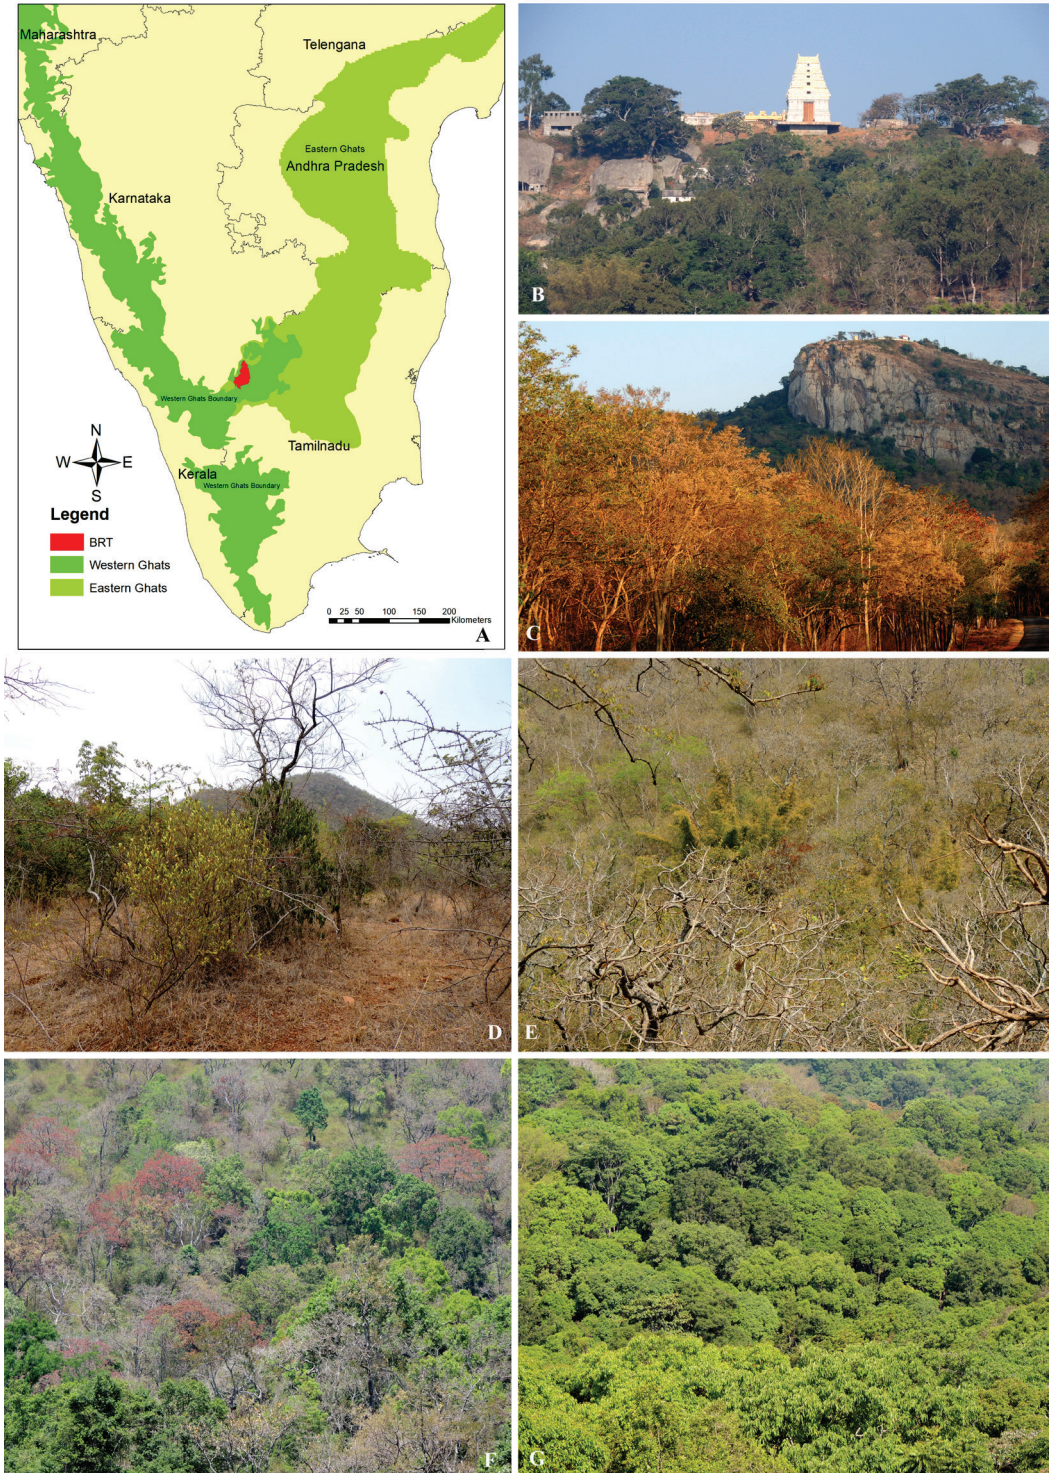 Maharashtra
Telengana
Eastern Ghats
Andhra Pradesh
Karnataka
Western Ghats Boundary
Tamilnadu
Kerala
Western Ghats Boundary
N
W E
S
Legend
BRT
Western Ghats
Eastern Ghats
0 25 50 100 150 200
Kilometers
A
B
C
D
E
F
G